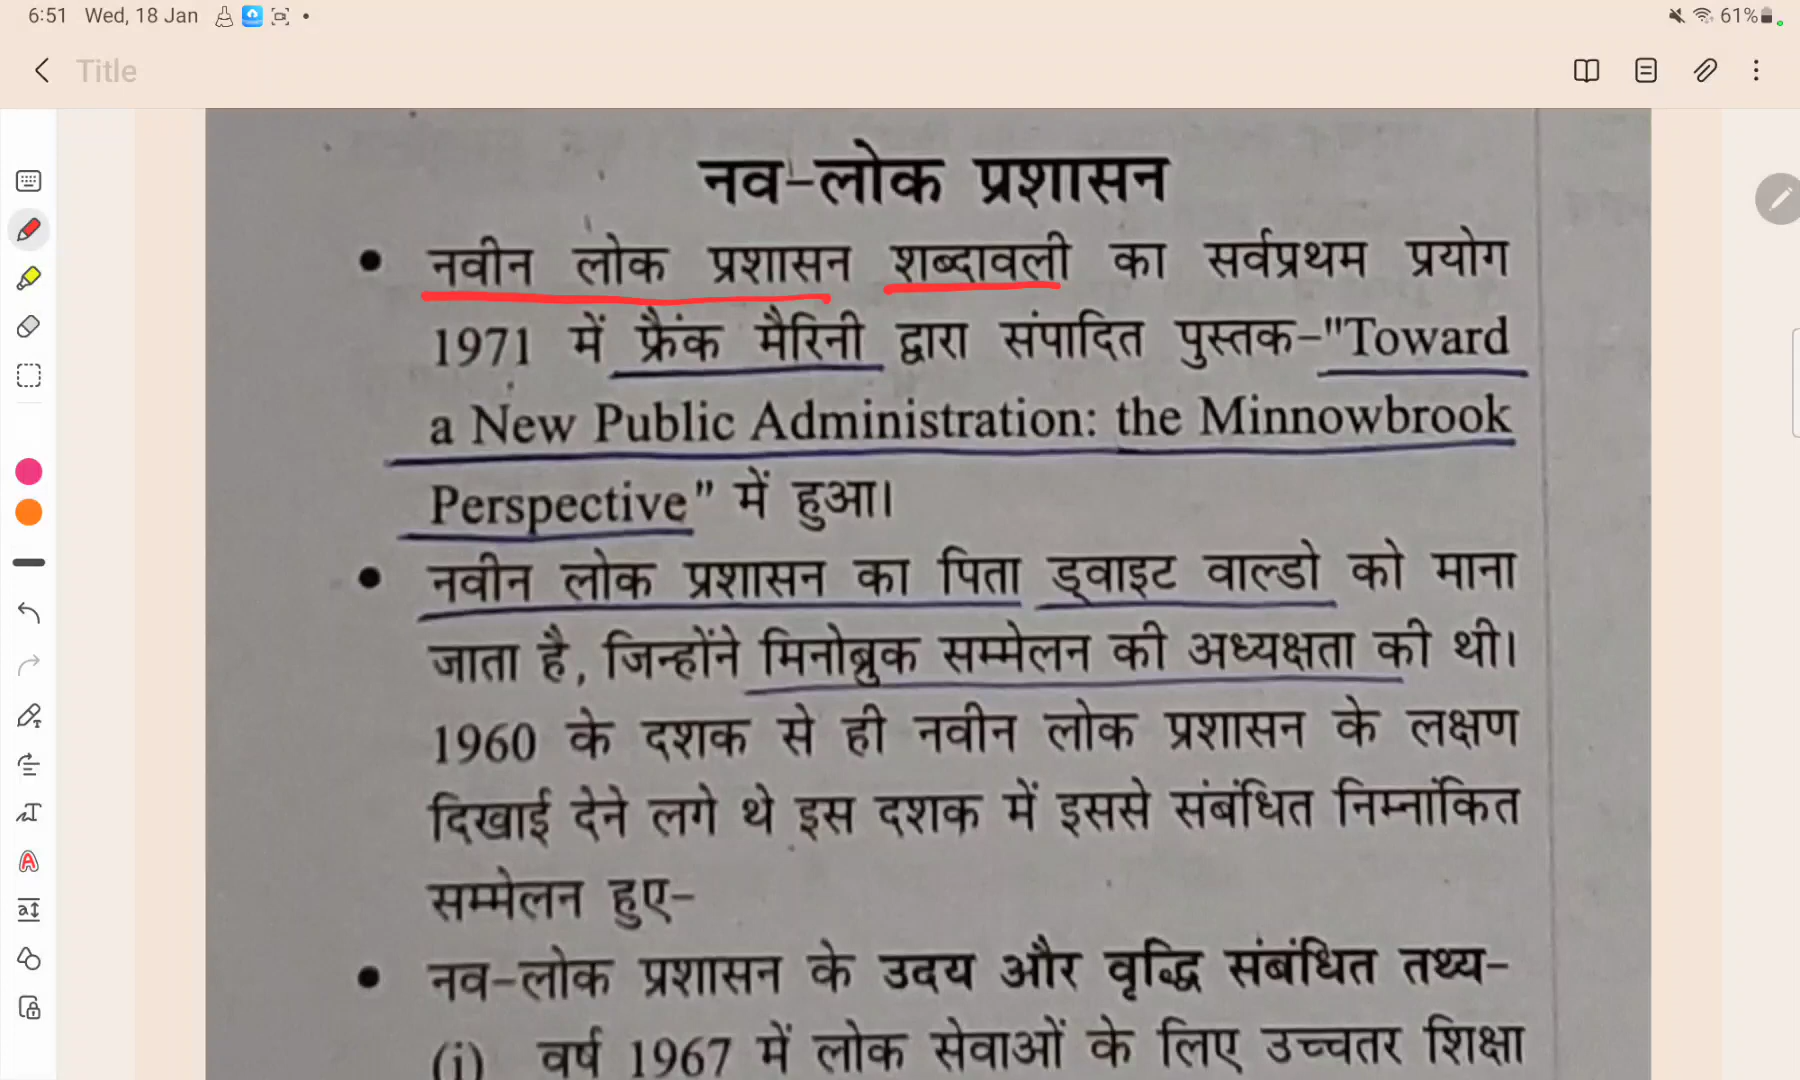 6:51 Wed, 18 Jan
61%
Title
नव-लोक प्रशासन
• नवीन लोक प्रशासन शब्दावली का सर्वप्रथम प्रयोग
1971 में फ्रैंक मैरिनी द्वारा संपादित पुस्तक-"Toward
a New Public Administration: the Minnowbrook
Perspective" में हुआ।
• नवीन लोक प्रशासन का पिता ड्वाइट वाल्डो को माना
जाता है, जिन्होंने मिनोब्रुक सम्मेलन की अध्यक्षता की थी।
1960 के दशक से ही नवीन लोक प्रशासन के लक्षण
दिखाई देने लगे थे इस दशक में इससे संबंधित निम्नांकित
सम्मेलन हुए-
• नव-लोक प्रशासन के उदय और वृद्धि संबंधित तथ्य-
(i) वर्ष 1967 में लोक सेवाओं के लिए उच्चतर शिक्षा